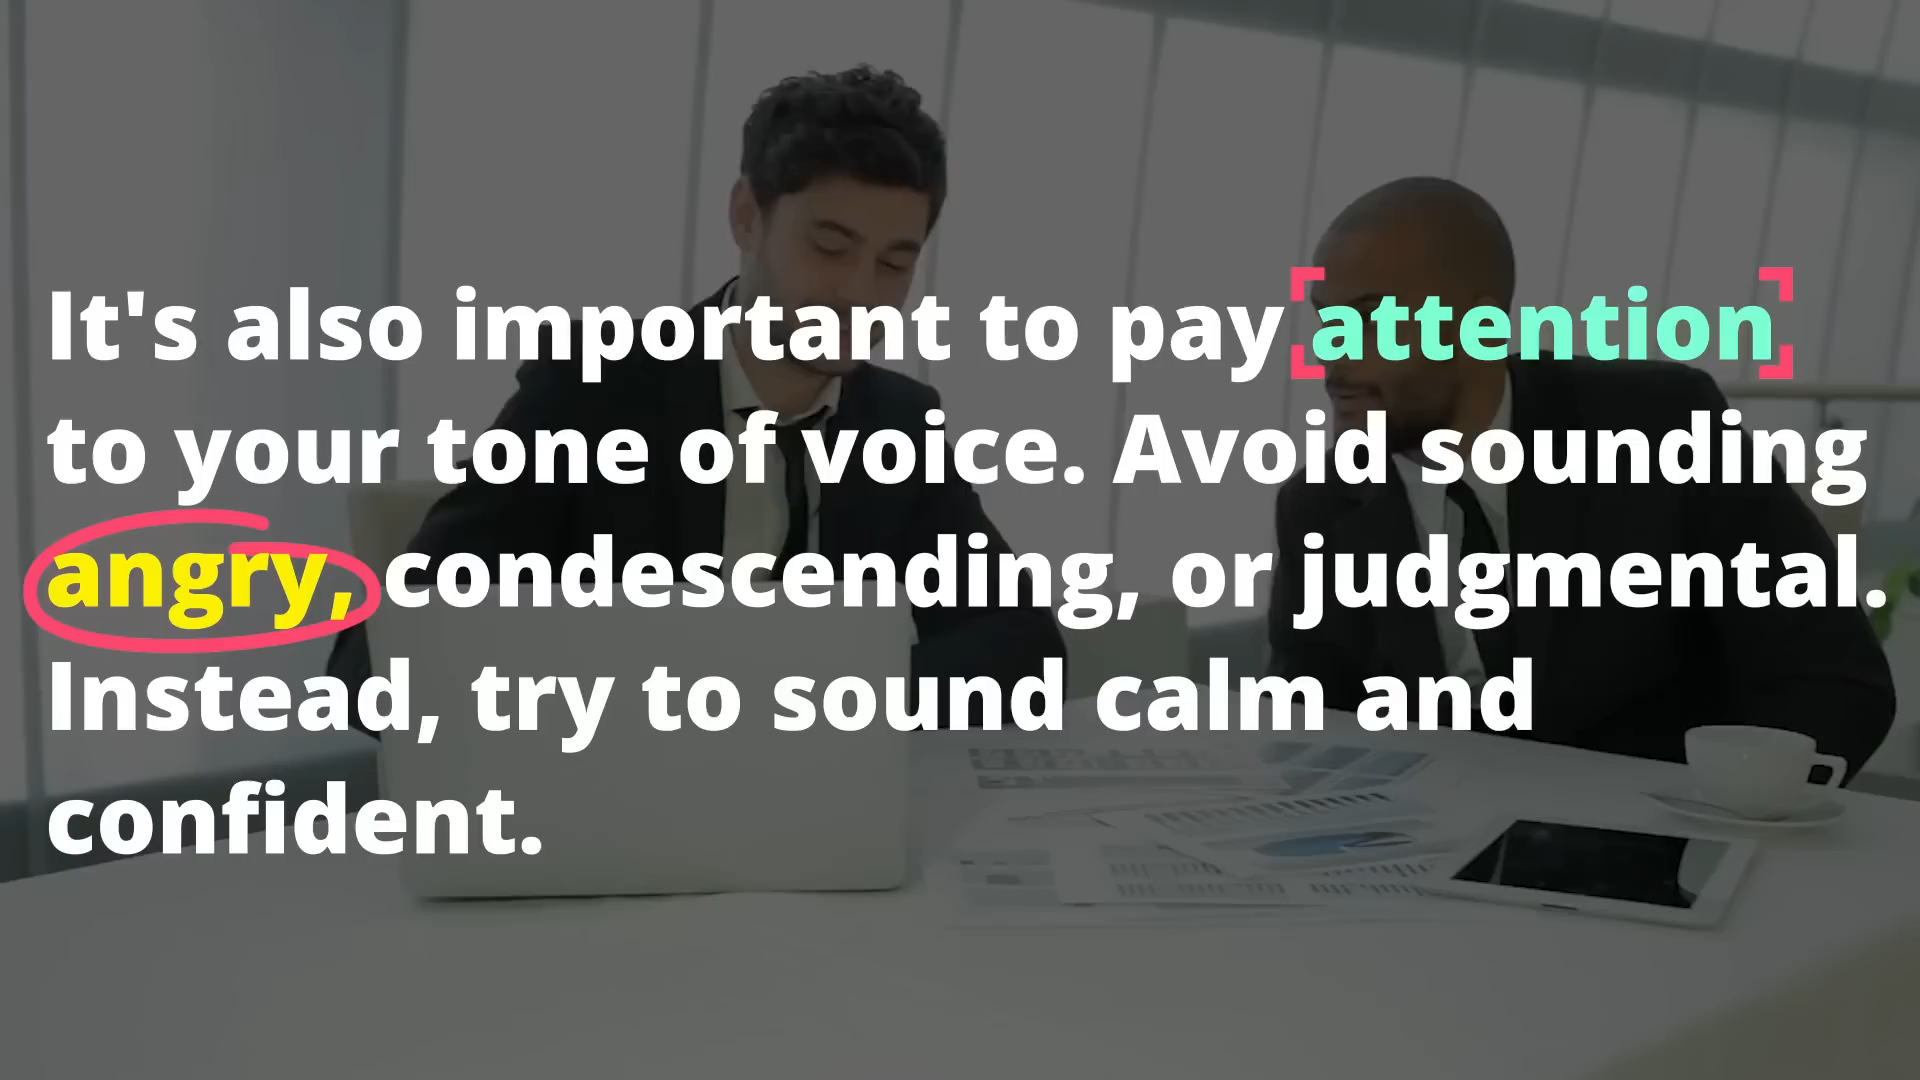 It's also important to pay attention
to your tone of voice. Avoid sounding
angry, condescending, or judgmental.
Instead, try to sound calm and
confident.